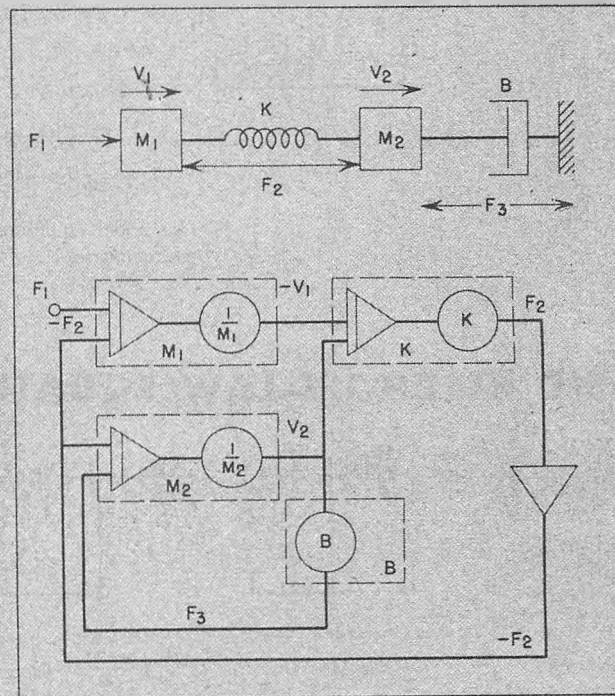 V1 V2
K B
F1 M1 M2
F2 F3
F1 -V1 F2
-F2 1/M1 K
M1 K
V2
1/M2
M2
B
B
F3
-F2